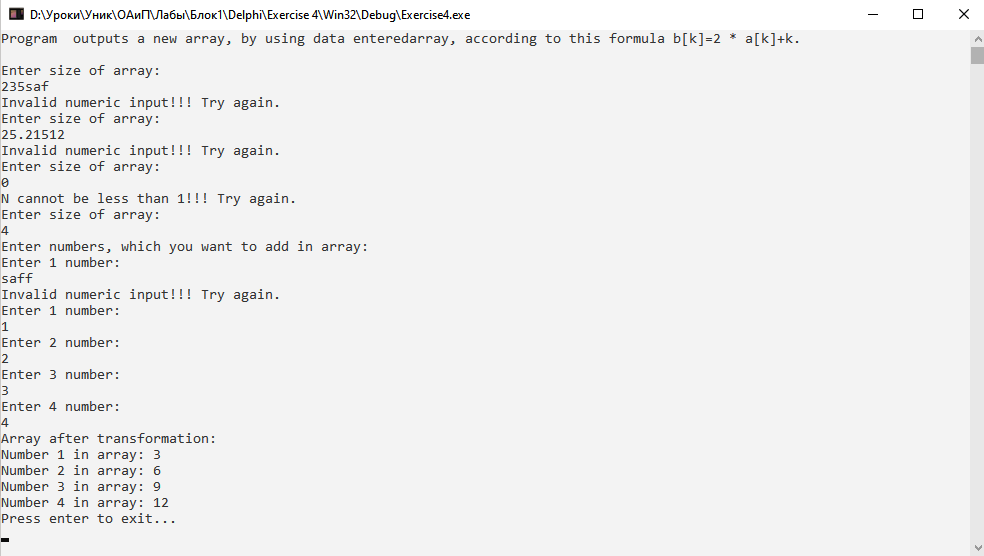 D:\Уроки\Уник\ОАиП\Лабы\Блок1\Delphi\Exercise 4\Win32\Debug\Exercise4.exe
Program  outputs a new array, by using data enteredarray, according to this formula b[k]=2 * a[k]+k.
Enter size of array:
235saf
Invalid numeric input!!! Try again.
Enter size of array:
25.21512
Invalid numeric input!!! Try again.
Enter size of array:
0
N cannot be less than 1!!! Try again.
Enter size of array:
4
Enter numbers, which you want to add in array:
Enter 1 number:
saff
Invalid numeric input!!! Try again.
Enter 1 number:
1
Enter 2 number:
2
Enter 3 number:
3
Enter 4 number:
4
Array after transformation:
Number 1 in array: 3
Number 2 in array: 6
Number 3 in array: 9
Number 4 in array: 12
Press enter to exit...